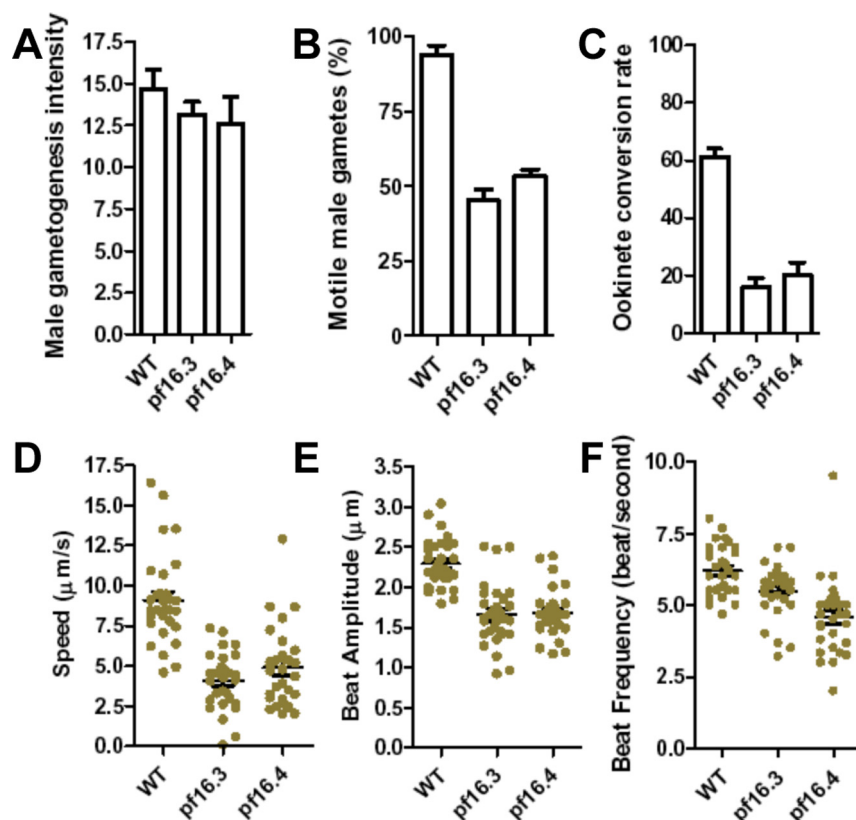 A
Male gametogenesis intensity
17.5
15.0
12.5
10.0
7.5
5.0
2.5
0.0
WT
pf16.3
pf16.4
B
Motile male gametes (%)
100
75
50
25
0
WT
pf16.3
pf16.4
C
Ookinete conversion rate
100
80
60
40
20
0
WT
pf16.3
pf16.4
D
Speed (μm/s)
17.5
15.0
12.5
10.0
7.5
5.0
2.5
0.0
WT
pf16.3
pf16.4
E
Beat Amplitude (μm)
3.5
3.0
2.5
2.0
1.5
1.0
0.5
0.0
WT
pf16.3
pf16.4
F
Beat Frequency (beat/second)
10.0
7.5
5.0
2.5
0.0
WT
pf16.3
pf16.4